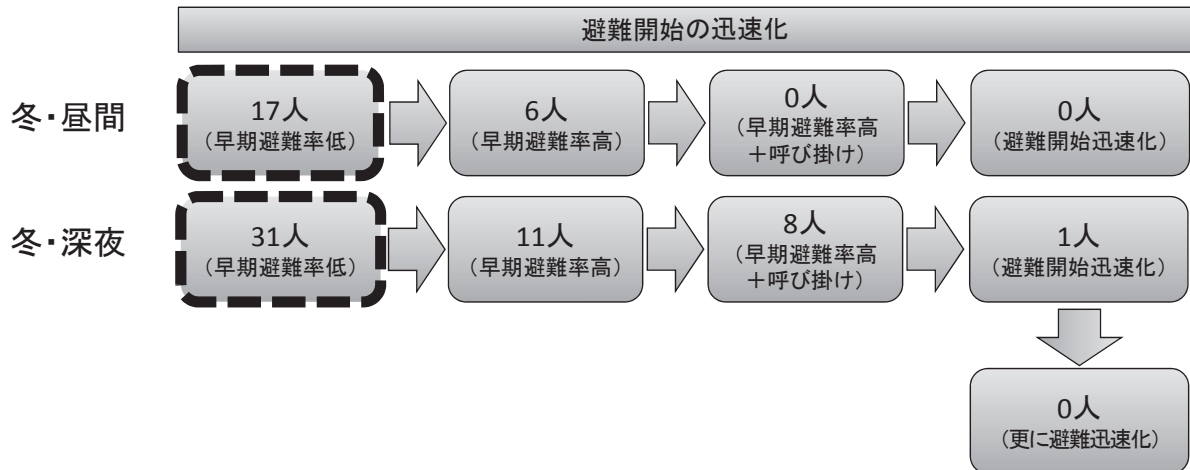 避難開始の迅速化
冬・昼間
17人
（早期避難率低）
6人
（早期避難率高）
0人
（早期避難率高
＋呼び掛け）
0人
（避難開始迅速化）
冬・深夜
31人
（早期避難率低）
11人
（早期避難率高）
8人
（早期避難率高
＋呼び掛け）
1人
（避難開始迅速化）
0人
（更に避難迅速化）